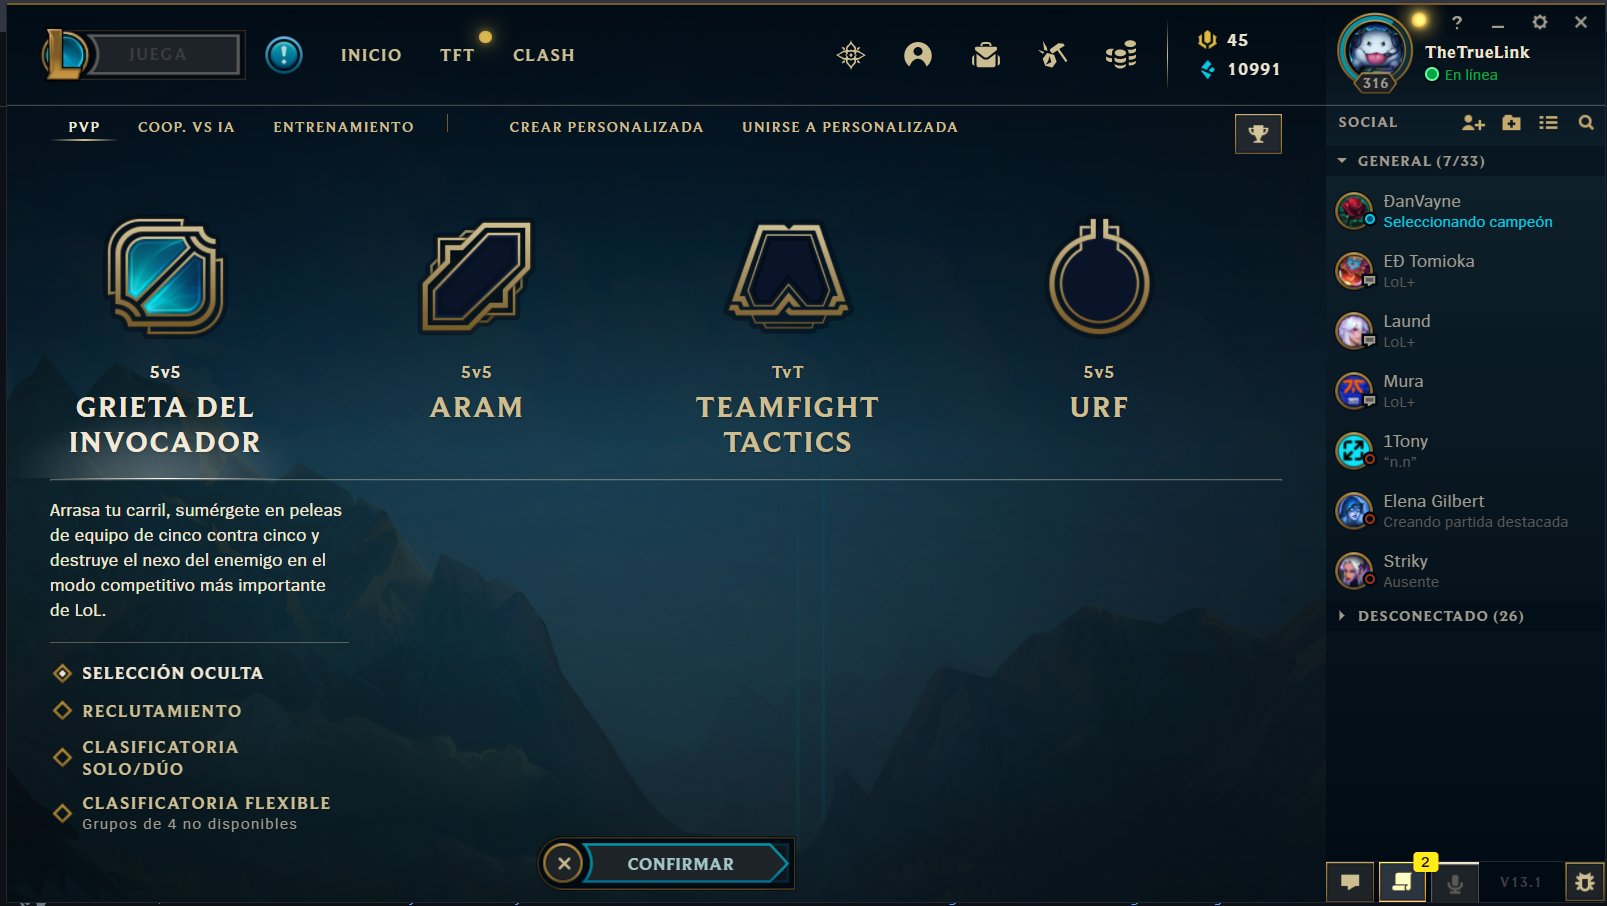 JUEGA
INICIO
TFT
CLASH
45
10991
?
316
TheTrueLink
En línea
PVP
COOP. VS IA
ENTRENAMIENTO
CREAR PERSONALIZADA
UNIRSE A PERSONALIZADA
5v5
GRIETA DEL
INVOCADOR
5v5
ARAM
TvT
TEAMFIGHT
TACTICS
5v5
URF
Arrasa tu carril, sumérgete en peleas
de equipo de cinco contra cinco y
destruye el nexo del enemigo en el
modo competitivo más importante
de LoL.
SELECCIÓN OCULTA
RECLUTAMIENTO
CLASIFICATORIA
SOLO/DÚO
CLASIFICATORIA FLEXIBLE
Grupos de 4 no disponibles
CONFIRMAR
SOCIAL
GENERAL (7/33)
ĐanVayne
Seleccionando campeón
EĐ Tomioka
LoL+
Laund
LoL+
Mura
LoL+
1Tony
“n.n”
Elena Gilbert
Creando partida destacada
Striky
Ausente
DESCONECTADO (26)
2
V13.1